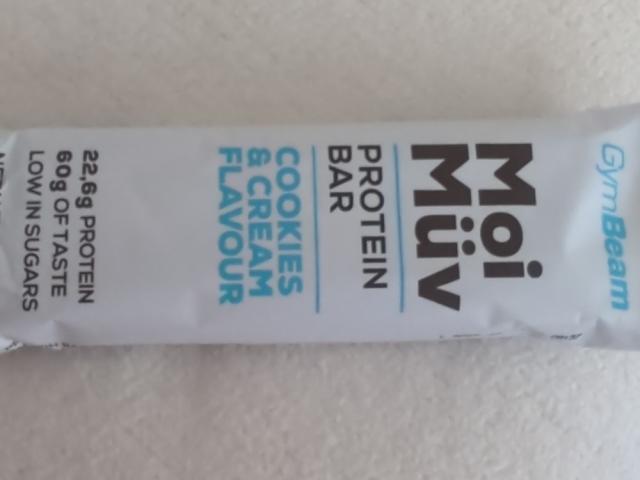 GymBeam
Moi
Müv
PROTEIN
BAR
COOKIES
& CREAM
FLAVOUR
22,6g PROTEIN
60g OF TASTE
LOW IN SUGARS